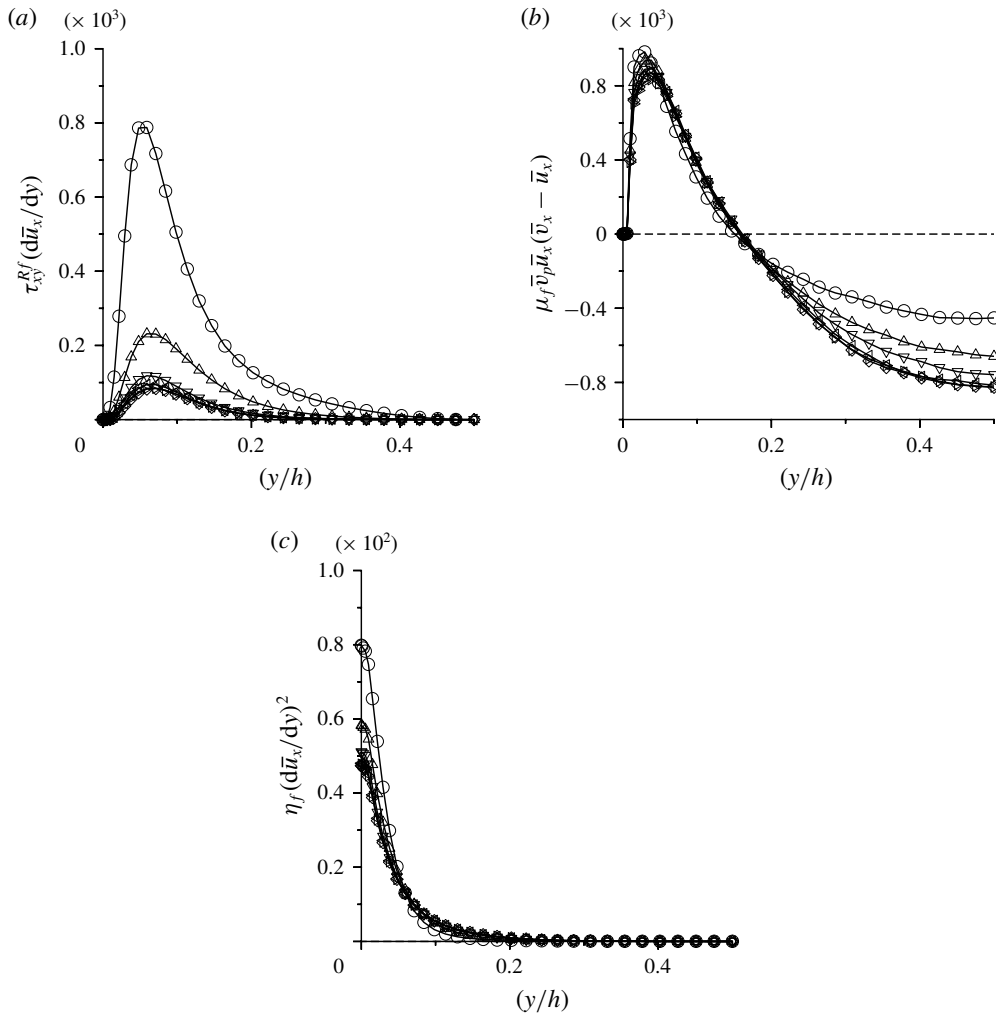 (a) (× 10³)
1.0
0.8
0.6
0.4
0.2
0 0.2 0.4
(y/h)
τ_{xy}^{Rf}(dū_x/dy)
(b) (× 10³)
0.8
0.4
0
−0.4
−0.8
0 0.2 0.4
(y/h)
μ_f ν̄_p ū_x(v̄_x − ū_x)
(c) (× 10²)
1.0
0.8
0.6
0.4
0.2
0 0.2 0.4
(y/h)
η_f(dū_x/dy)²